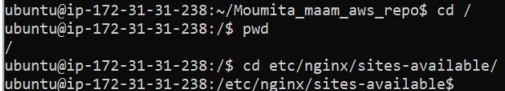 ubuntu@ip-172-31-31-238:~/Moumita_maam_aws_repo$ cd /
ubuntu@ip-172-31-31-238:/$ pwd
/
ubuntu@ip-172-31-31-238:/$ cd etc/nginx/sites-available/
ubuntu@ip-172-31-31-238:/etc/nginx/sites-available$